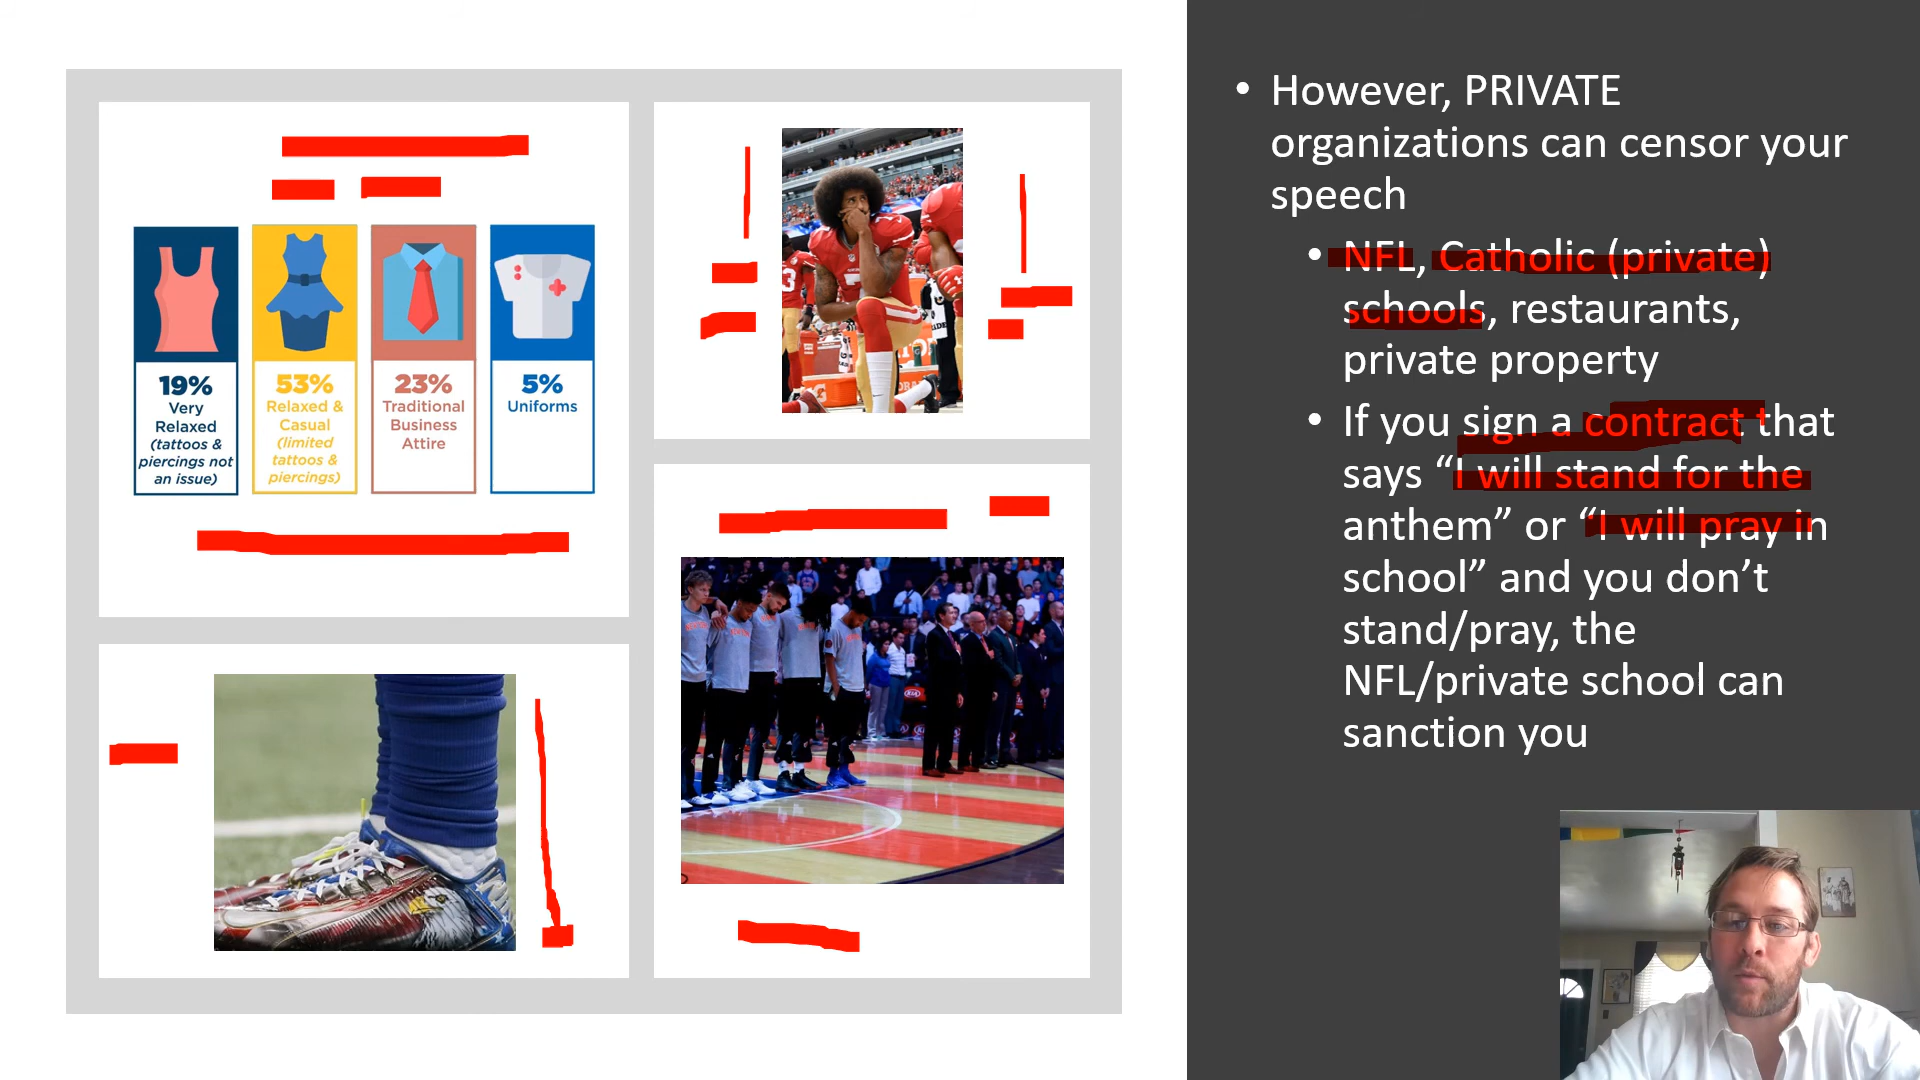 19%
Very
Relaxed
(tattoos &
piercings not
an issue)
53%
Relaxed &
Casual
(limited
tattoos &
piercings)
23%
Traditional
Business
Attire
5%
Uniforms
• However, PRIVATE
organizations can censor your
speech
• NFL, Catholic (private)
schools, restaurants,
private property
• If you sign a contract that
says “I will stand for the
anthem” or “I will pray in
school” and you don’t
stand/pray, the
NFL/private school can
sanction you